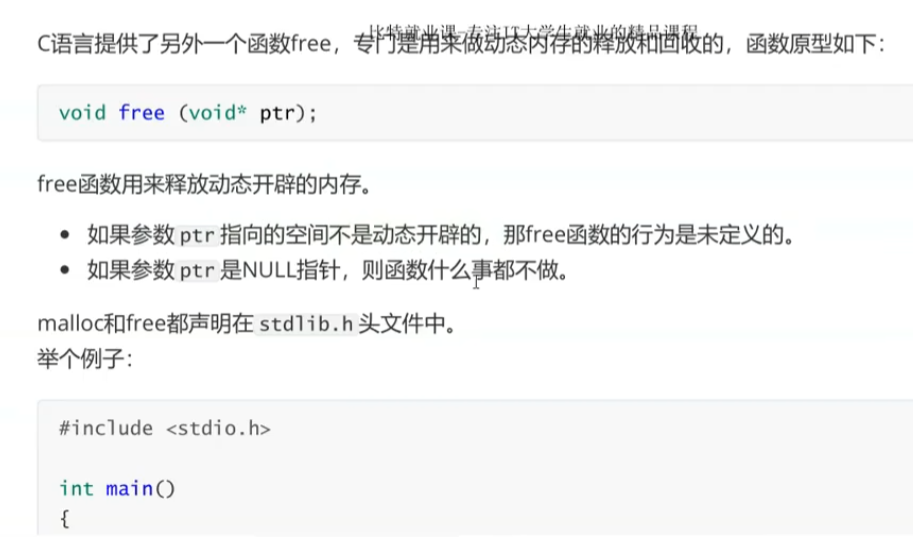 比特就业课-专注IT大学生就业的精品课程
C语言提供了另外一个函数free，专门是用来做动态内存的释放和回收的，函数原型如下：
void free (void* ptr);
free函数用来释放动态开辟的内存。
• 如果参数 ptr 指向的空间不是动态开辟的，那free函数的行为是未定义的。
• 如果参数 ptr 是NULL指针，则函数什么事都不做。
malloc和free都声明在 stdlib.h 头文件中。
举个例子：
#include <stdio.h>
int main()
{